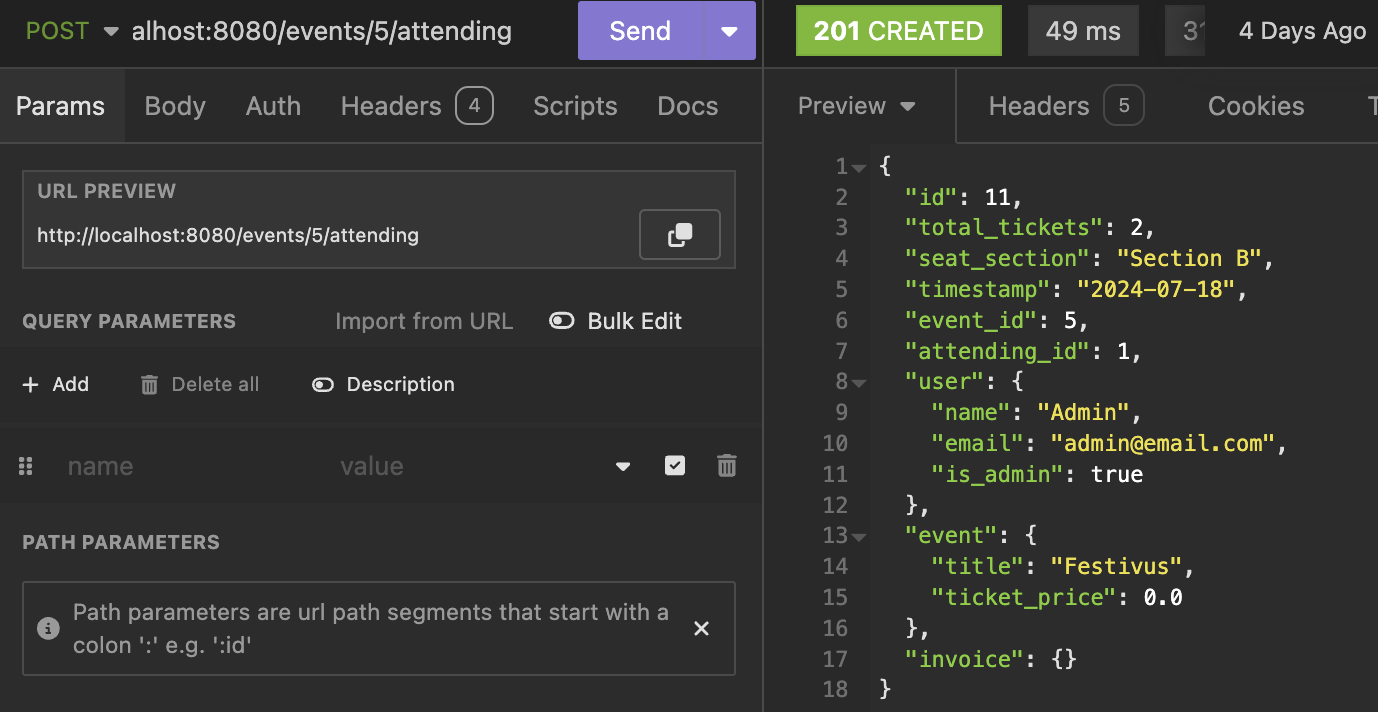 POST alhost:8080/events/5/attending Send
201 CREATED 49 ms 4 Days Ago
Params Body Auth Headers 4 Scripts Docs
Preview Headers 5 Cookies
URL PREVIEW
http://localhost:8080/events/5/attending
QUERY PARAMETERS Import from URL Bulk Edit
+ Add Delete all Description
name value
PATH PARAMETERS
Path parameters are url path segments that start with a
colon ':' e.g. ':id'
1 {
2 "id": 11,
3 "total_tickets": 2,
4 "seat_section": "Section B",
5 "timestamp": "2024-07-18",
6 "event_id": 5,
7 "attending_id": 1,
8 "user": {
9 "name": "Admin",
10 "email": "admin@email.com",
11 "is_admin": true
12 },
13 "event": {
14 "title": "Festivus",
15 "ticket_price": 0.0
16 },
17 "invoice": {}
18 }